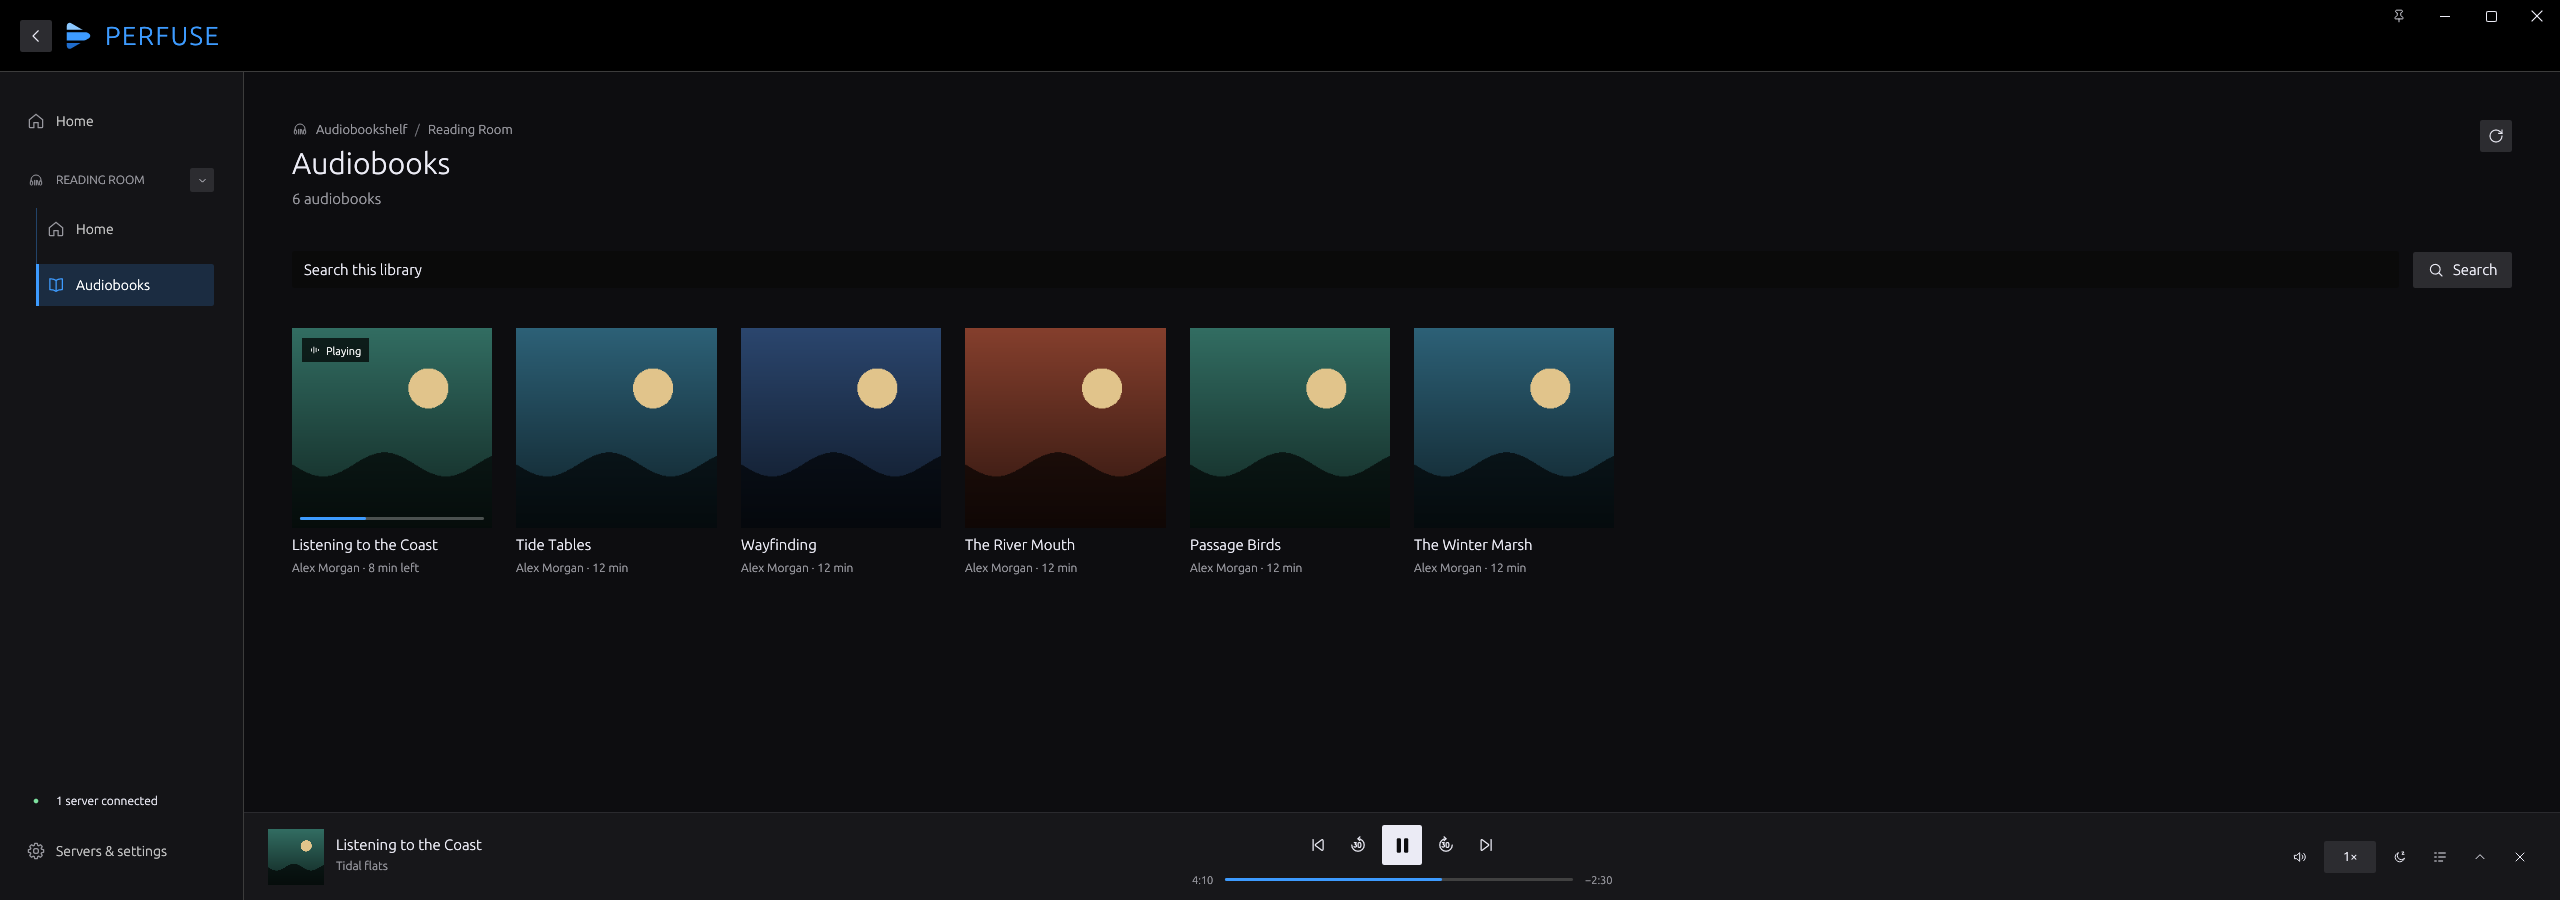 PERFUSE
Home
READING ROOM
Home
Audiobooks
1 server connected
Servers & settings
Audiobookshelf / Reading Room
Audiobooks
6 audiobooks
Search this library
Search
Playing
Listening to the Coast
Alex Morgan · 8 min left
Tide Tables
Alex Morgan · 12 min
Wayfinding
Alex Morgan · 12 min
The River Mouth
Alex Morgan · 12 min
Passage Birds
Alex Morgan · 12 min
The Winter Marsh
Alex Morgan · 12 min
Listening to the Coast
Tidal flats
30
30
4:10
−2:30
1×